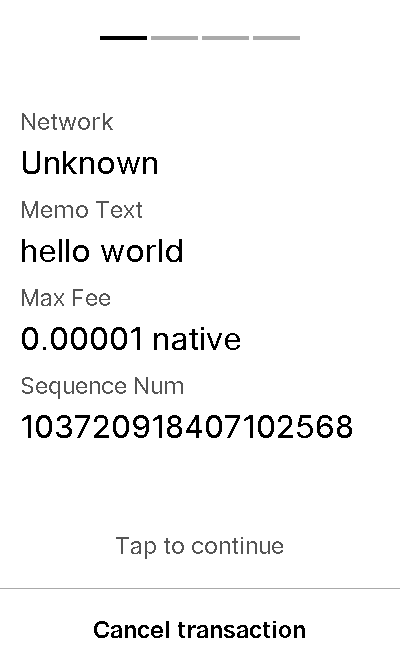 Network
Unknown
Memo Text
hello world
Max Fee
0.00001 native
Sequence Num
103720918407102568
Tap to continue
Cancel transaction